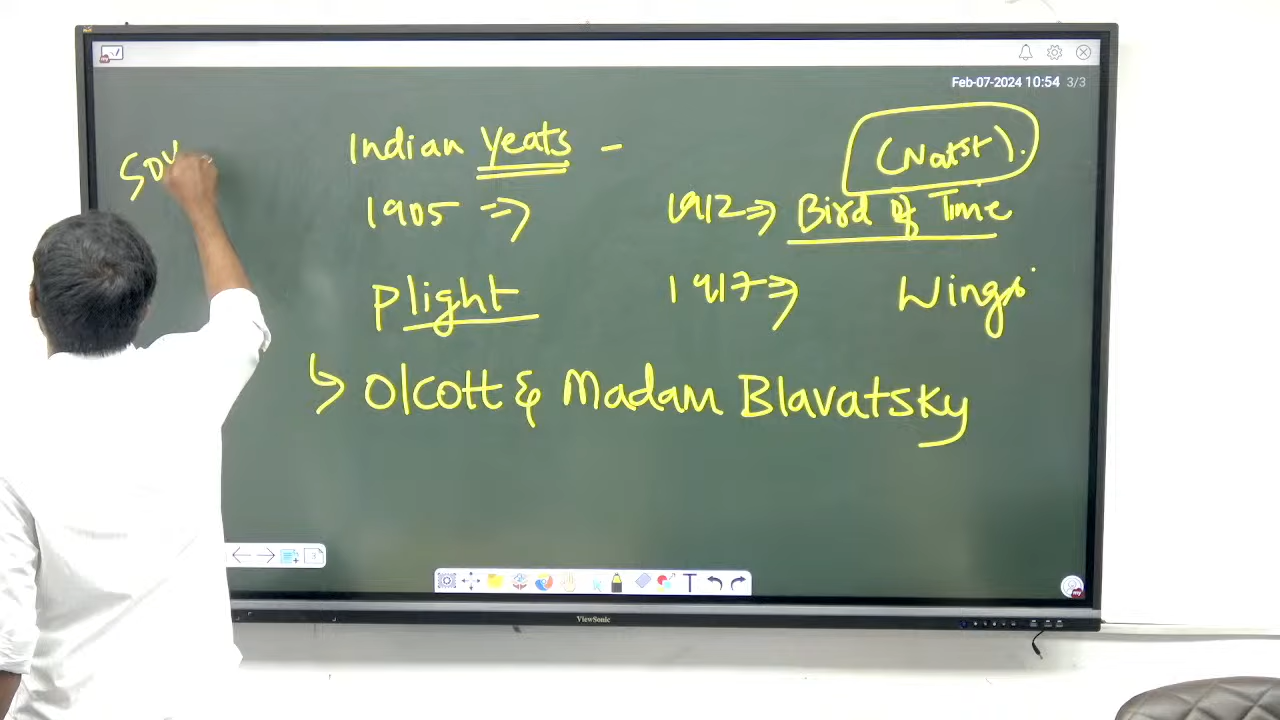 Feb-07-2024 10:54 3/3
Indian Yeats -
(Natst).
1905 =>
1912 => Bird of Time
Plight
1917 => Wings
↳ Olcott & Madam Blavatsky
ViewSonic